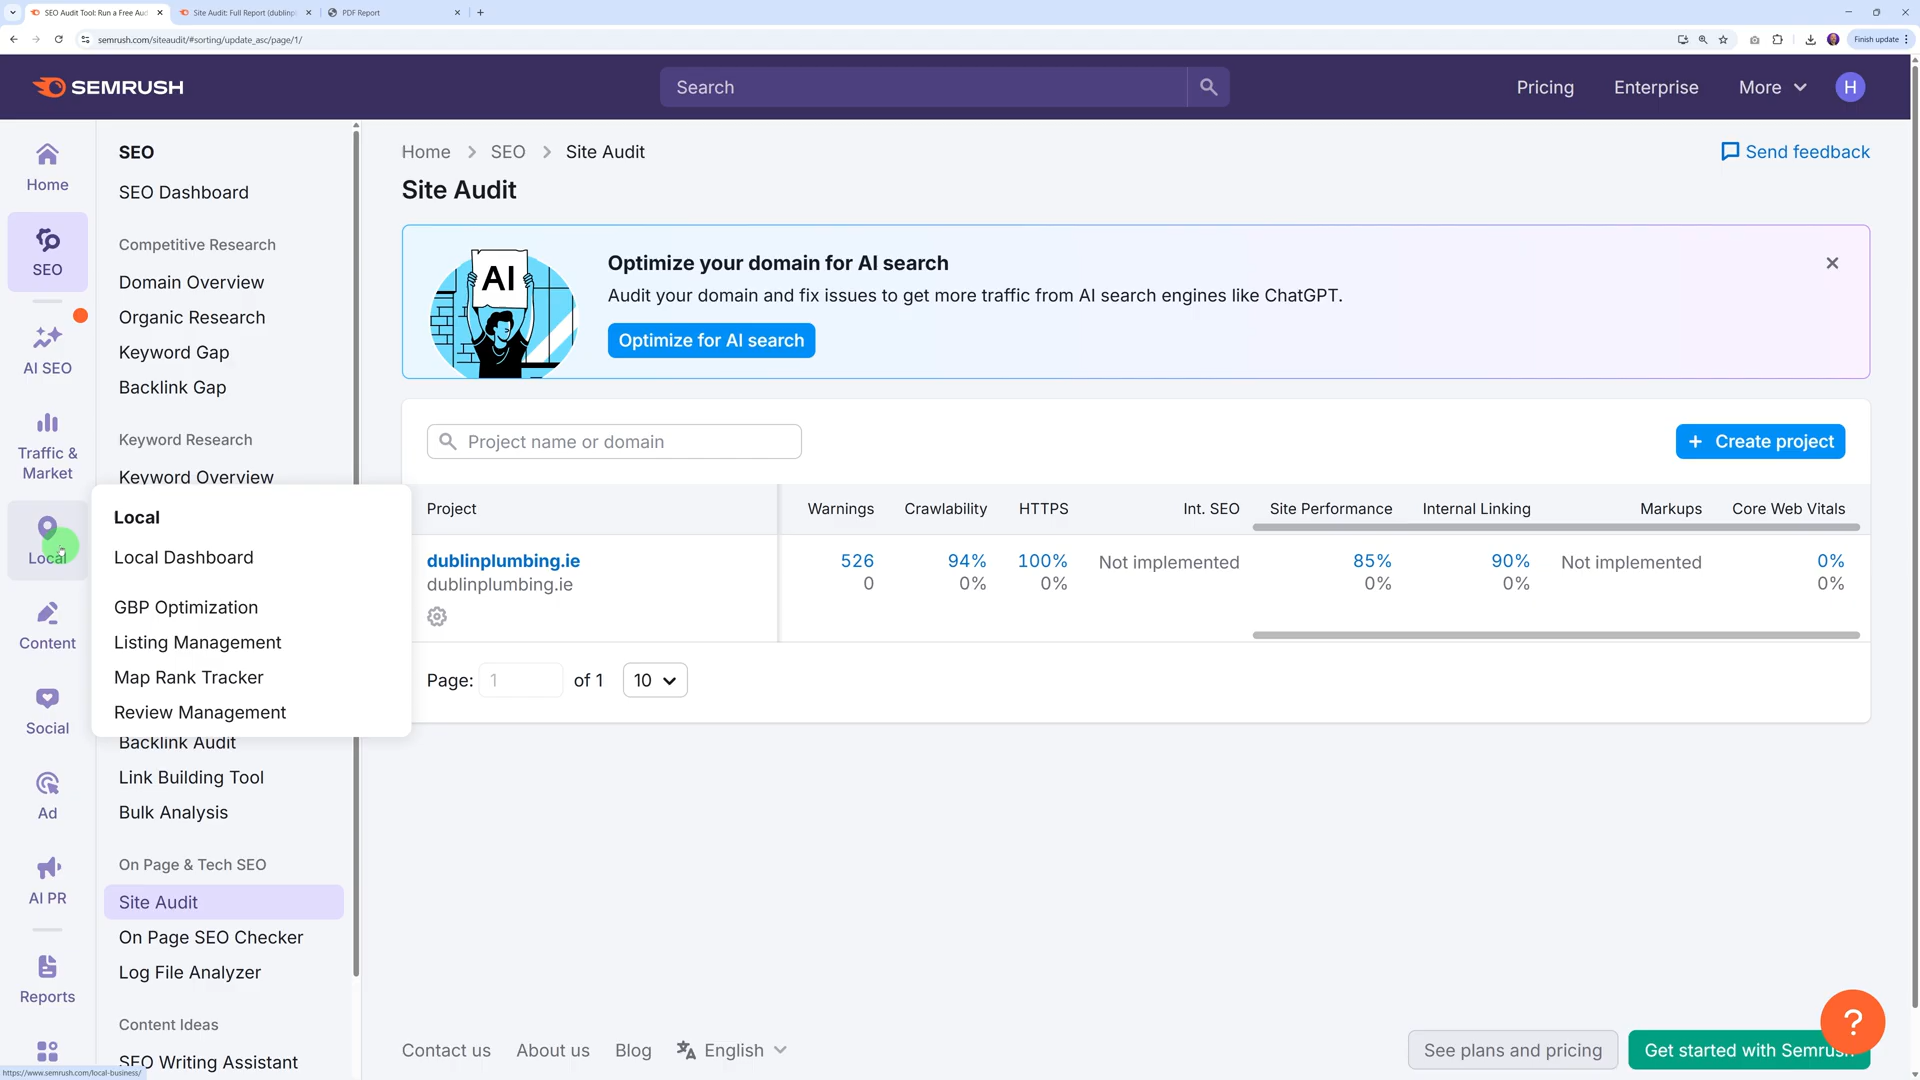 SEO Audit Tool: Run a Free Aud
Site Audit: Full Report (dublinp
PDF Report
semrush.com/siteaudit/#sorting/update_asc/page/1/
Finish update
SEMRUSH
Search
Pricing
Enterprise
More
H
Home
SEO
AI SEO
Traffic &
Market
Local
Content
Social
Ad
AI PR
Reports
SEO
SEO Dashboard
Competitive Research
Domain Overview
Organic Research
Keyword Gap
Backlink Gap
Keyword Research
Keyword Overview
Local
Local Dashboard
GBP Optimization
Listing Management
Map Rank Tracker
Review Management
Backlink Audit
Link Building Tool
Bulk Analysis
On Page & Tech SEO
Site Audit
On Page SEO Checker
Log File Analyzer
Content Ideas
SEO Writing Assistant
https://www.semrush.com/local-business/
Home > SEO > Site Audit
Send feedback
Site Audit
AI
Optimize your domain for AI search
Audit your domain and fix issues to get more traffic from AI search engines like ChatGPT.
Optimize for AI search
Project name or domain
+ Create project
Project Warnings Crawlability HTTPS Int. SEO Site Performance Internal Linking Markups Core Web Vitals
dublinplumbing.ie 526 94% 100% Not implemented 85% 90% Not implemented 0%
dublinplumbing.ie 0 0% 0% 0% 0% 0%
Page: 1 of 1 10
Contact us About us Blog English
See plans and pricing
Get started with Semrush
?